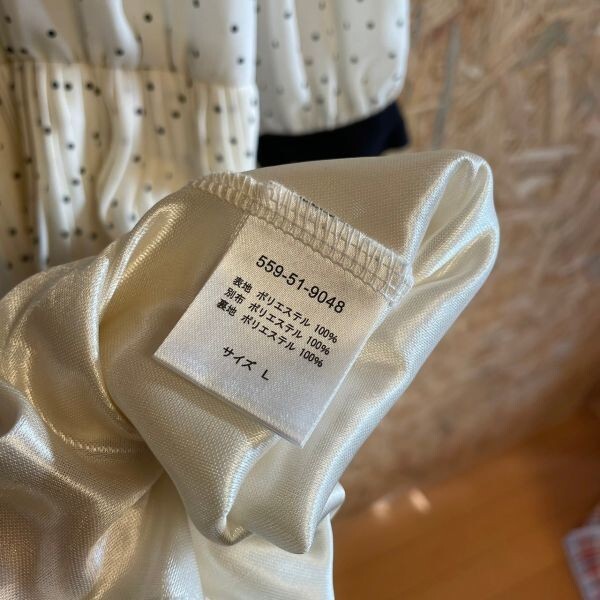 559-51-9048
表地 ポリエステル 100%
別布 ポリエステル 100%
裏地 ポリエステル 100%
サイズ L